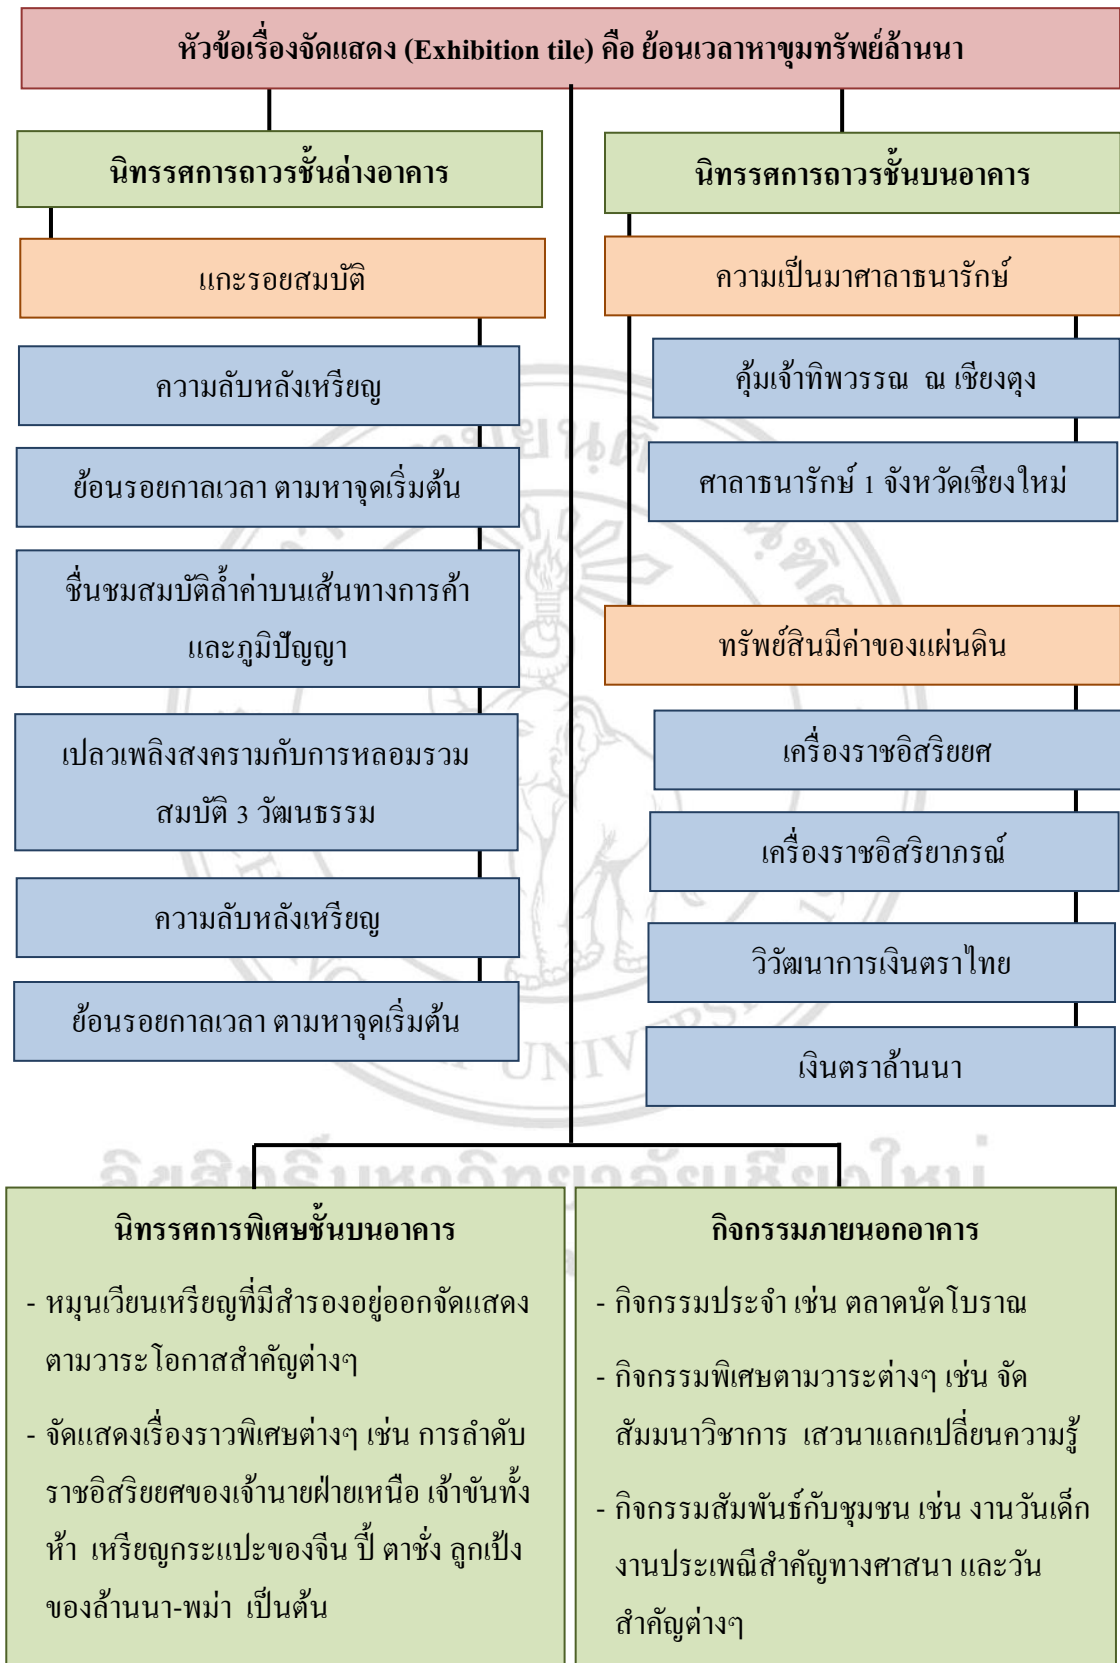 หัวข้อเรื่องจัดแสดง (Exhibition tile) คือ ย้อนเวลาหาขุมทรัพย์ล้านนา
นิทรรศการถาวรชั้นล่างอาคาร
แกะรอยสมบัติ
ความลับหลังเหรียญ
ย้อนรอยกาลเวลา ตามหาจุดเริ่มต้น
ชื่นชมสมบัติล้ำค่าบนเส้นทางการค้า
และภูมิปัญญา
เปลวเพลิงสงครามกับการหลอมรวม
สมบัติ 3 วัฒนธรรม
ความลับหลังเหรียญ
ย้อนรอยกาลเวลา ตามหาจุดเริ่มต้น
นิทรรศการถาวรชั้นบนอาคาร
ความเป็นมาศาลาธนารักษ์
คุ้มเจ้าทิพวรรณ ณ เชียงตุง
ศาลาธนารักษ์ 1 จังหวัดเชียงใหม่
ทรัพย์สินมีค่าของแผ่นดิน
เครื่องราชอิสริยยศ
เครื่องราชอิสริยาภรณ์
วิวัฒนาการเงินตราไทย
เงินตราล้านนา
ลิขสิทธิ์มหาวิทยาลัยเชียงใหม่
นิทรรศการพิเศษชั้นบนอาคาร
- หมุนเวียนเหรียญที่มีสำรองอยู่ออกจัดแสดง
ตามวาระโอกาสสำคัญต่างๆ
- จัดแสดงเรื่องราวพิเศษต่างๆ เช่น การลำดับ
ราชอิสริยยศของเจ้านายฝ่ายเหนือ เจ้าขันทั้ง
ห้า เหรียญกระแปะของจีน ปี้ ตาชั่ง ลูกเป้ง
ของล้านนา-พม่า เป็นต้น
กิจกรรมภายนอกอาคาร
- กิจกรรมประจำ เช่น ตลาดนัดโบราณ
- กิจกรรมพิเศษตามวาระต่างๆ เช่น จัด
สัมมนาวิชาการ เสวนาแลกเปลี่ยนความรู้
- กิจกรรมสัมพันธ์กับชุมชน เช่น งานวันเด็ก
งานประเพณีสำคัญทางศาสนา และวัน
สำคัญต่างๆ